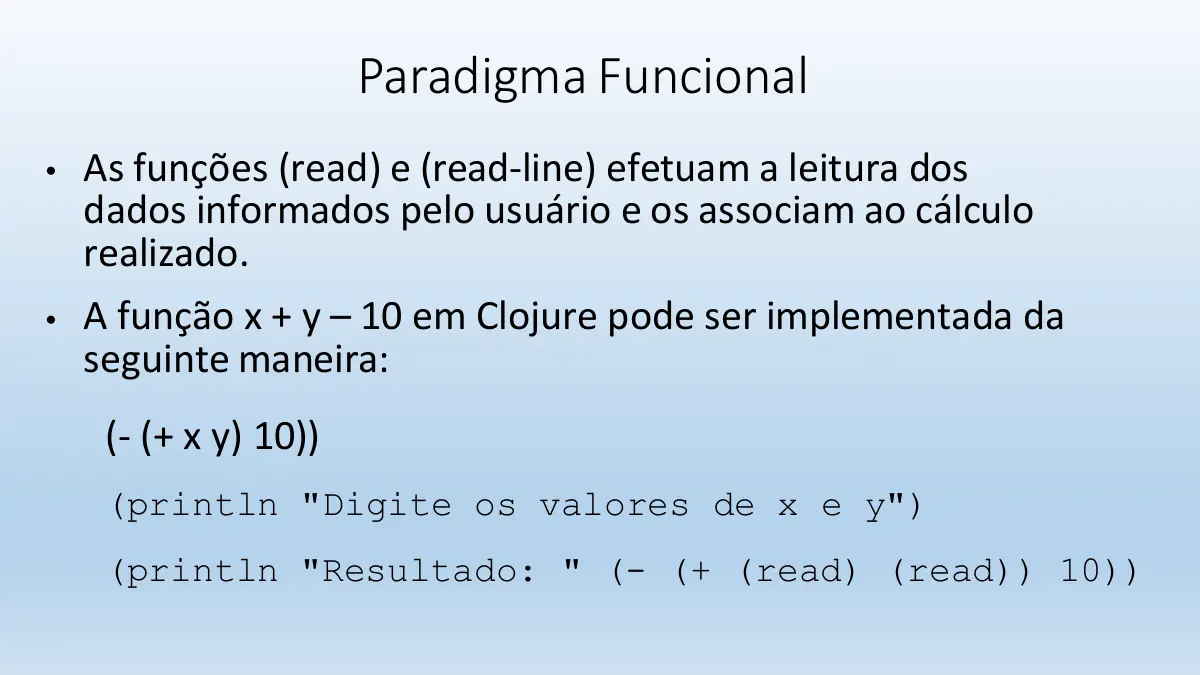 Paradigma Funcional
• As funções (read) e (read-line) efetuam a leitura dos
dados informados pelo usuário e os associam ao cálculo
realizado.
• A função x + y – 10 em Clojure pode ser implementada da
seguinte maneira:
(- (+ x y) 10))
(println "Digite os valores de x e y")
(println "Resultado: " (- (+ (read) (read)) 10))